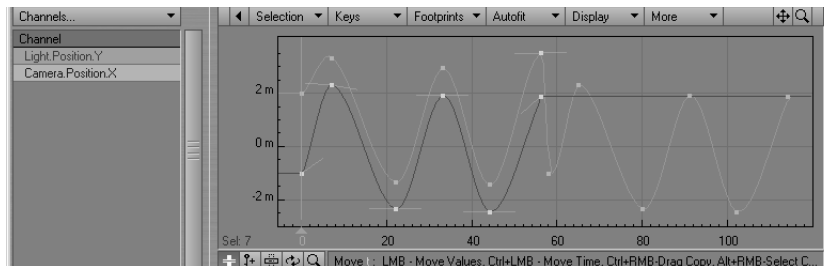 Channels...
Selection Keys Footprints Autofit Display More
Channel
Light.Position.Y
Camera.Position.X
2 m
0 m
-2 m
Sel: 7 0 20 40 60 80 100
Move t : LMB - Move Values, Ctrl+LMB - Move Time, Ctrl+RMB-Drag Copy, Alt+RMB-Select C...